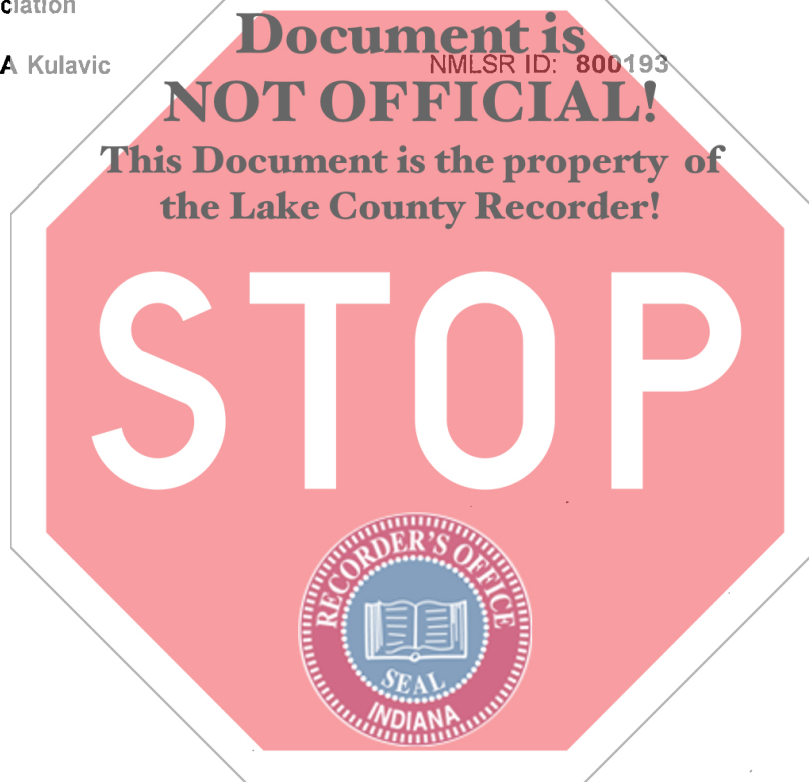 ciation
Document is
A Kulavic
NMLSR ID: 800193
NOT OFFICIAL!
This Document is the property of
the Lake County Recorder!
STOP
RECORDER'S OFFICE
SEAL
INDIANA